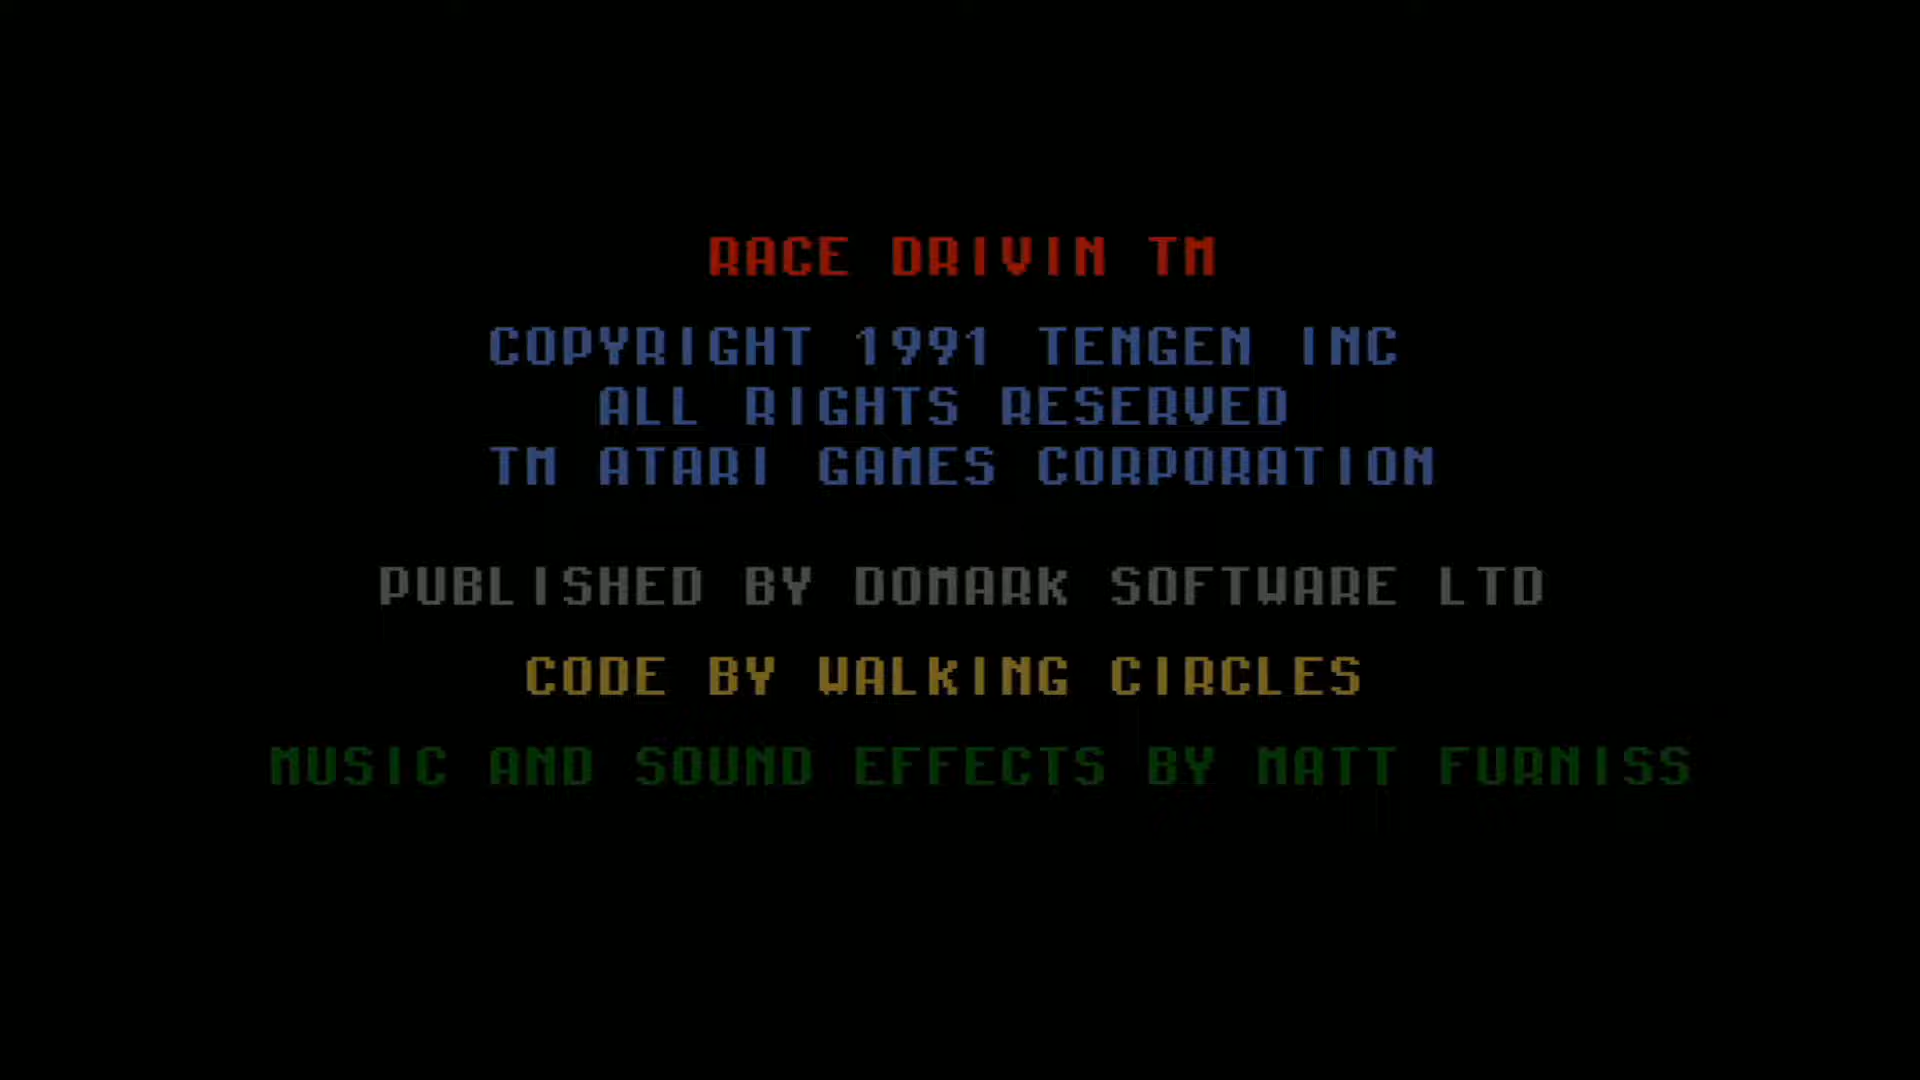 RACE DRIVIN TM
COPYRIGHT 1991 TENGEN INC
ALL RIGHTS RESERVED
TM ATARI GAMES CORPORATION
PUBLISHED BY DOMARK SOFTWARE LTD
CODE BY WALKING CIRCLES
MUSIC AND SOUND EFFECTS BY MATT FURNISS